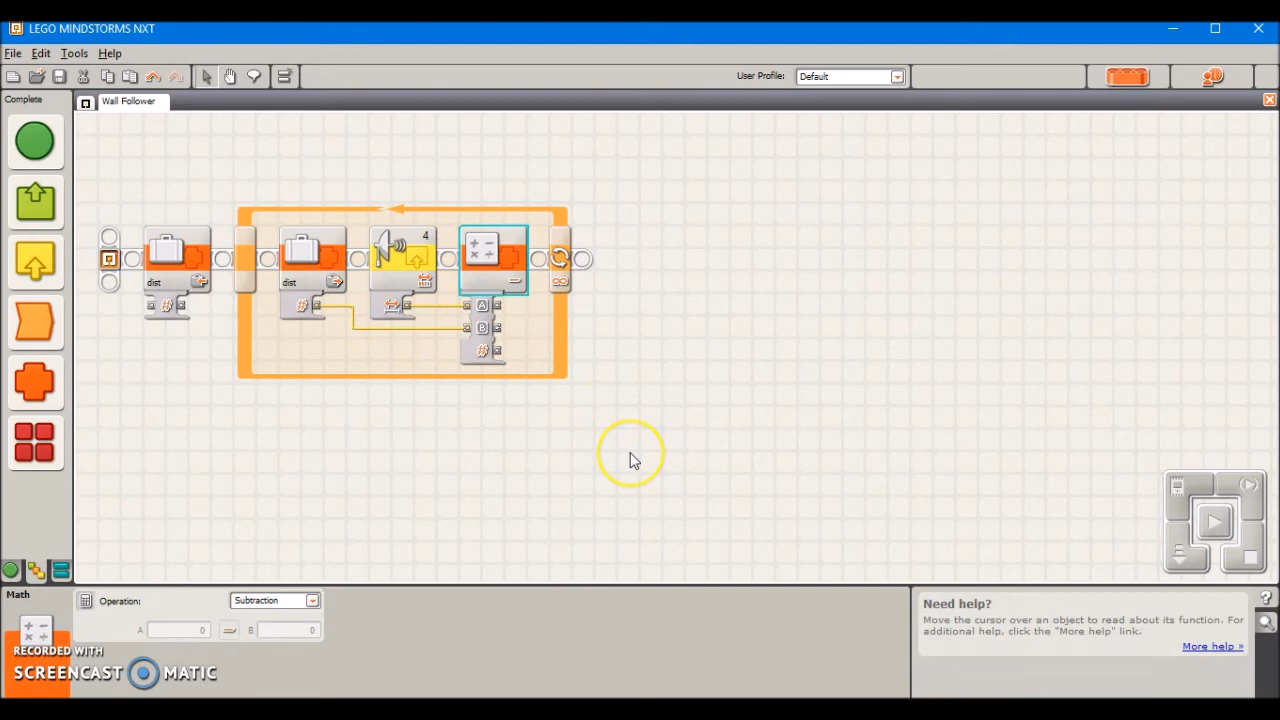 LEGO MINDSTORMS NXT
File Edit Tools Help
User Profile: Default
Complete
Wall Follower
4
dist dist
A
B
#
Math
Operation: Subtraction
A 0 B 0
Need help?
Move the cursor over an object to read about its function. For
additional help, click the "More help" link.
More help »
RECORDED WITH
SCREENCAST MATIC